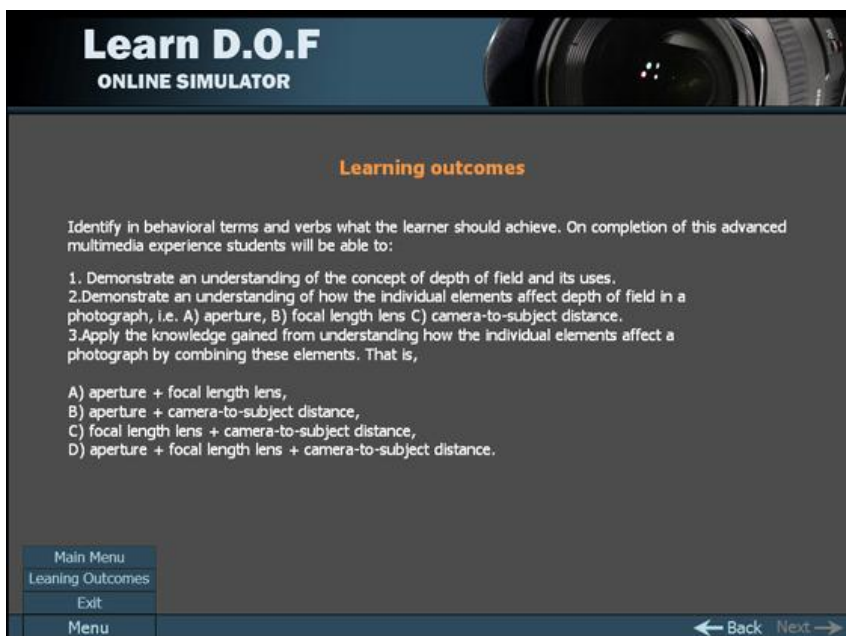 Learn D.O.F
ONLINE SIMULATOR
Learning outcomes
Identify in behavioral terms and verbs what the learner should achieve. On completion of this advanced
multimedia experience students will be able to:
1. Demonstrate an understanding of the concept of depth of field and its uses.
2.Demonstrate an understanding of how the individual elements affect depth of field in a
photograph, i.e. A) aperture, B) focal length lens C) camera-to-subject distance.
3.Apply the knowledge gained from understanding how the individual elements affect a
photograph by combining these elements. That is,
A) aperture + focal length lens,
B) aperture + camera-to-subject distance,
C) focal length lens + camera-to-subject distance,
D) aperture + focal length lens + camera-to-subject distance.
Main Menu
Leaning Outcomes
Exit
Menu
Back Next